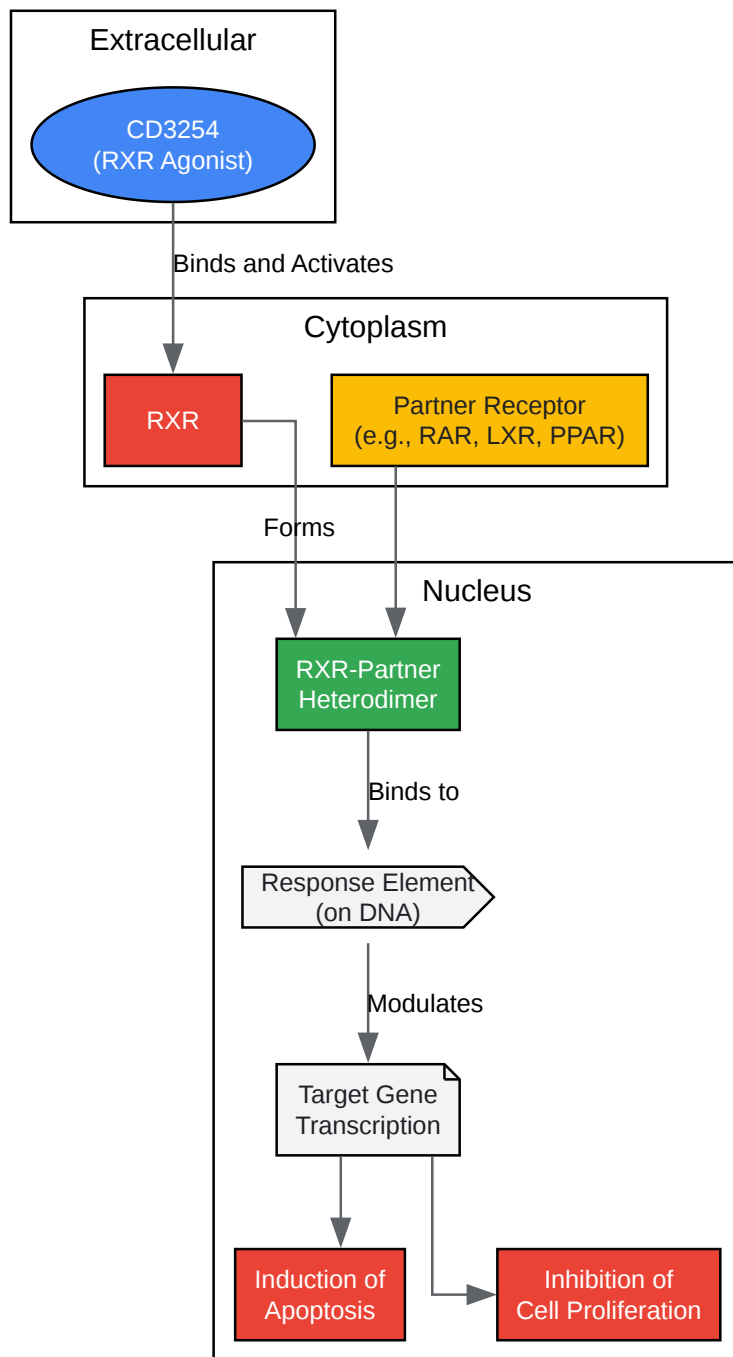 Extracellular
CD3254
(RXR Agonist)
Binds and Activates
Cytoplasm
RXR
Partner Receptor
(e.g., RAR, LXR, PPAR)
Forms
Nucleus
RXR-Partner
Heterodimer
Binds to
Response Element
(on DNA)
Modulates
Target Gene
Transcription
Induction of
Apoptosis
Inhibition of
Cell Proliferation